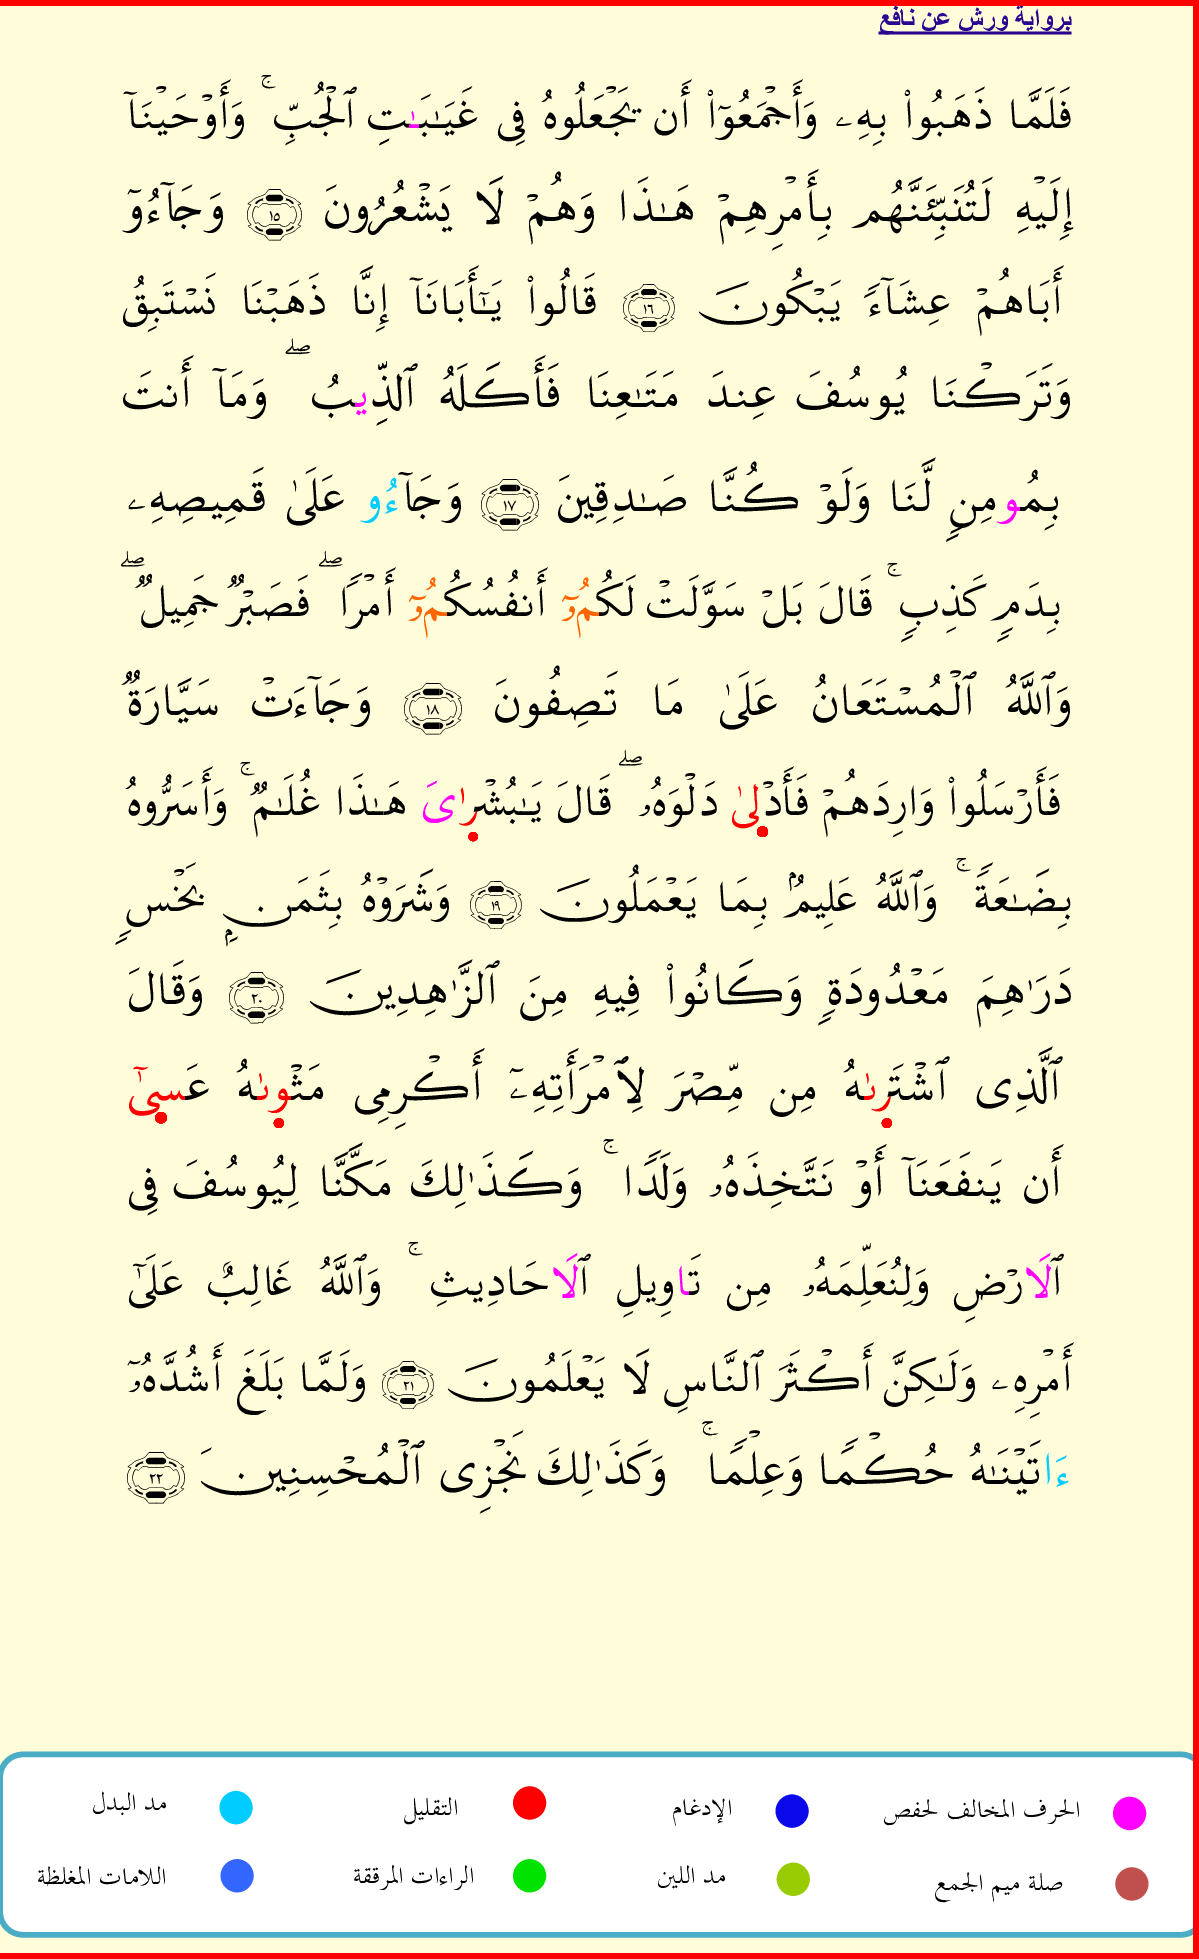 برواية ورش عن نافع
فَلَمَّا ذَهَبُواْ بِهِۦ وَأَجْمَعُوٓاْ أَن يَجْعَلُوهُ فِى غَيَـٰبَـٰتِ ٱلْجُبِّ ۚ وَأَوْحَيْنَآ
إِلَيْهِ لَتُنَبِّئَنَّهُم بِأَمْرِهِمْ هَـٰذَا وَهُمْ لَا يَشْعُرُونَ ١٥ وَجَآءُوٓ
أَبَاهُمْ عِشَآءً يَبْكُونَ ١٦ قَالُواْ يَـٰٓأَبَانَآ إِنَّا ذَهَبْنَا نَسْتَبِقُ
وَتَرَكْنَا يُوسُفَ عِندَ مَتَـٰعِنَا فَأَكَلَهُ ٱلذِّيبُ ۖ وَمَآ أَنتَ
بِمُومِنٍ لَّنَا وَلَوْ كُنَّا صَـٰدِقِينَ ١٧ وَجَآءُو عَلَىٰ قَمِيصِهِۦ
بِدَمٍ كَذِبٍ ۚ قَالَ بَلْ سَوَّلَتْ لَكُمُۥٓ أَنفُسُكُمُۥٓ أَمْرًا ۖ فَصَبْرٌ جَمِيلٌ ۖ
وَٱللَّهُ ٱلْمُسْتَعَانُ عَلَىٰ مَا تَصِفُونَ ١٨ وَجَآءَتْ سَيَّارَةٌ
فَأَرْسَلُواْ وَارِدَهُمْ فَأَدْلِىٰ دَلْوَهُۥ ۖ قَالَ يَـٰبُشْرٰاىَ هَـٰذَا غُلَـٰمٌ ۚ وَأَسَرُّوهُ
بِضَـٰعَةً ۚ وَٱللَّهُ عَلِيمٌۢ بِمَا يَعْمَلُونَ ١٩ وَشَرَوْهُ بِثَمَنٍۭ بَخْسٍ
دَرَٰهِمَ مَعْدُودَةٍ وَكَانُواْ فِيهِ مِنَ ٱلزَّٰهِدِينَ ٢٠ وَقَالَ
ٱلَّذِى ٱشْتَرىٰهُ مِن مِّصْرَ لِٱمْرَأَتِهِۦٓ أَكْرِمِى مَثْوىٰهُ عَسِىٰٓ
أَن يَنفَعَنَآ أَوْ نَتَّخِذَهُۥ وَلَدًا ۚ وَكَذَٰلِكَ مَكَّنَّا لِيُوسُفَ فِى
ٱلَارْضِ وَلِنُعَلِّمَهُۥ مِن تَاوِيلِ ٱلَاحَادِيثِ ۚ وَٱللَّهُ غَالِبٌ عَلَىٰٓ
أَمْرِهِۦ وَلَـٰكِنَّ أَكْثَرَ ٱلنَّاسِ لَا يَعْلَمُونَ ٢١ وَلَمَّا بَلَغَ أَشُدَّهُۥٓ
ءَاتَيْنَـٰهُ حُكْمًا وَعِلْمًا ۚ وَكَذَٰلِكَ نَجْزِى ٱلْمُحْسِنِينَ ٢٢
الحرف المخالف لحفص الإدغام التقليل مد البدل
صلة ميم الجمع مد اللين الراءات المرققة اللامات المغلظة